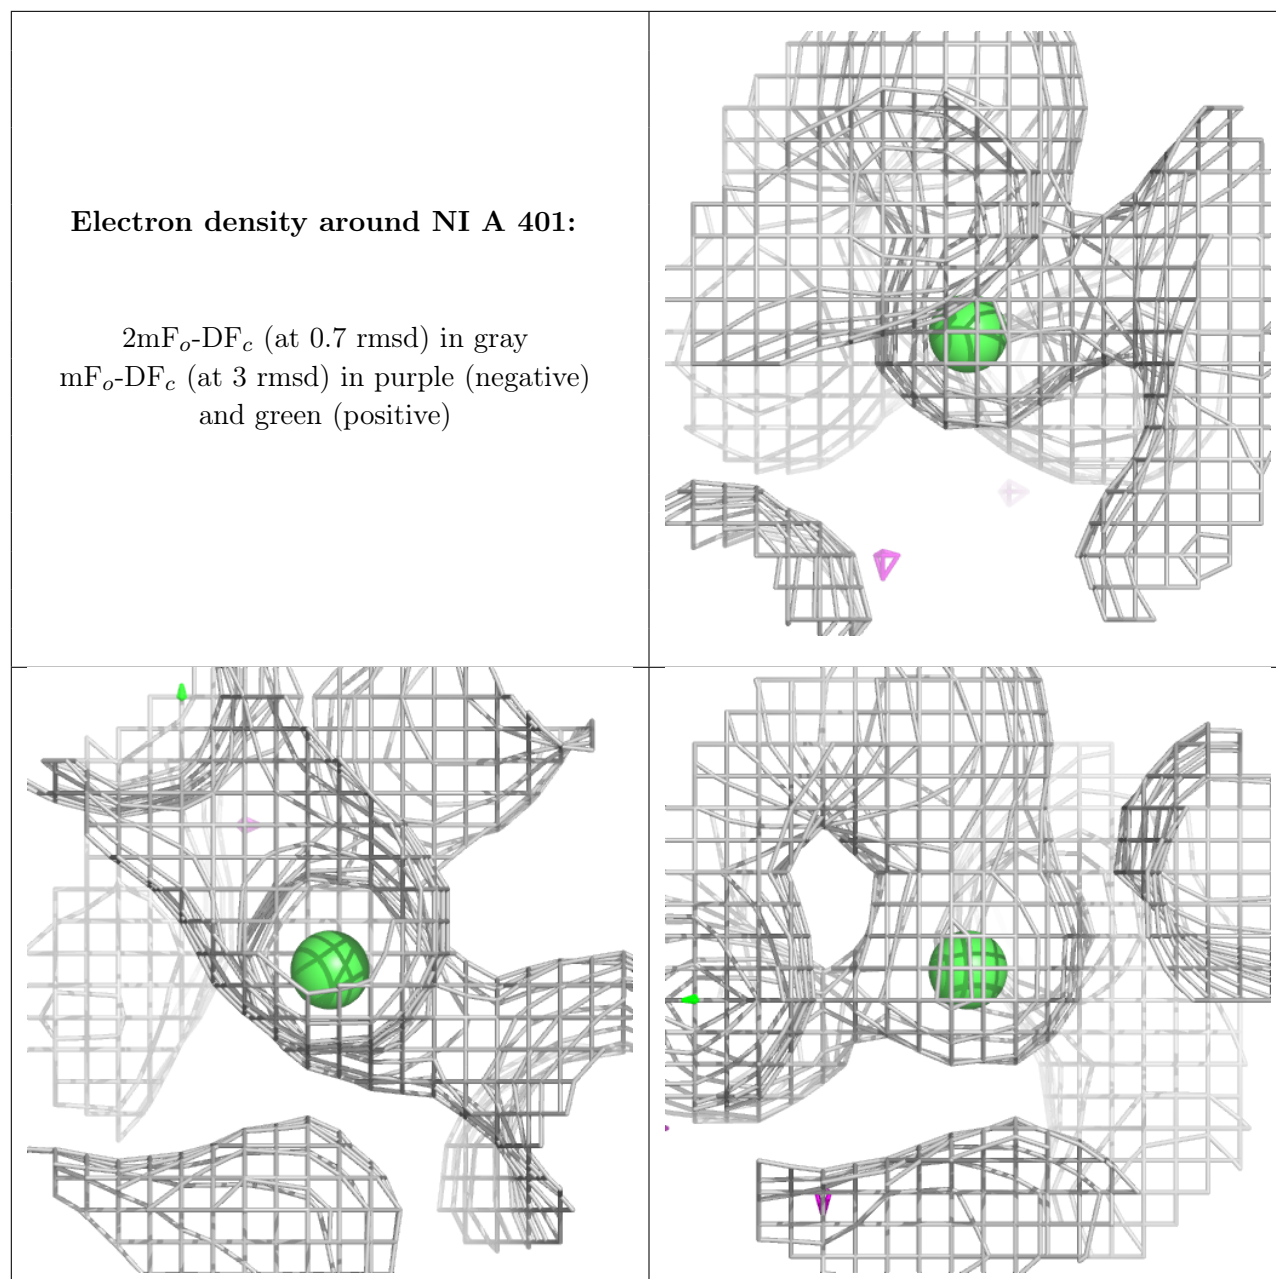 Electron density around NI A 401:
2mFo-DFc (at 0.7 rmsd) in gray
mFo-DFc (at 3 rmsd) in purple (negative)
and green (positive)